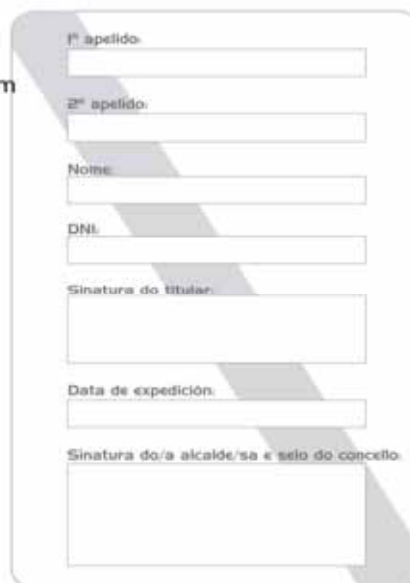 m
1º apelido:
2º apelido:
Nome:
DNI:
Sinatura do titular:
Data de expedición:
Sinatura do/a alcalde/sa e selo do concello: